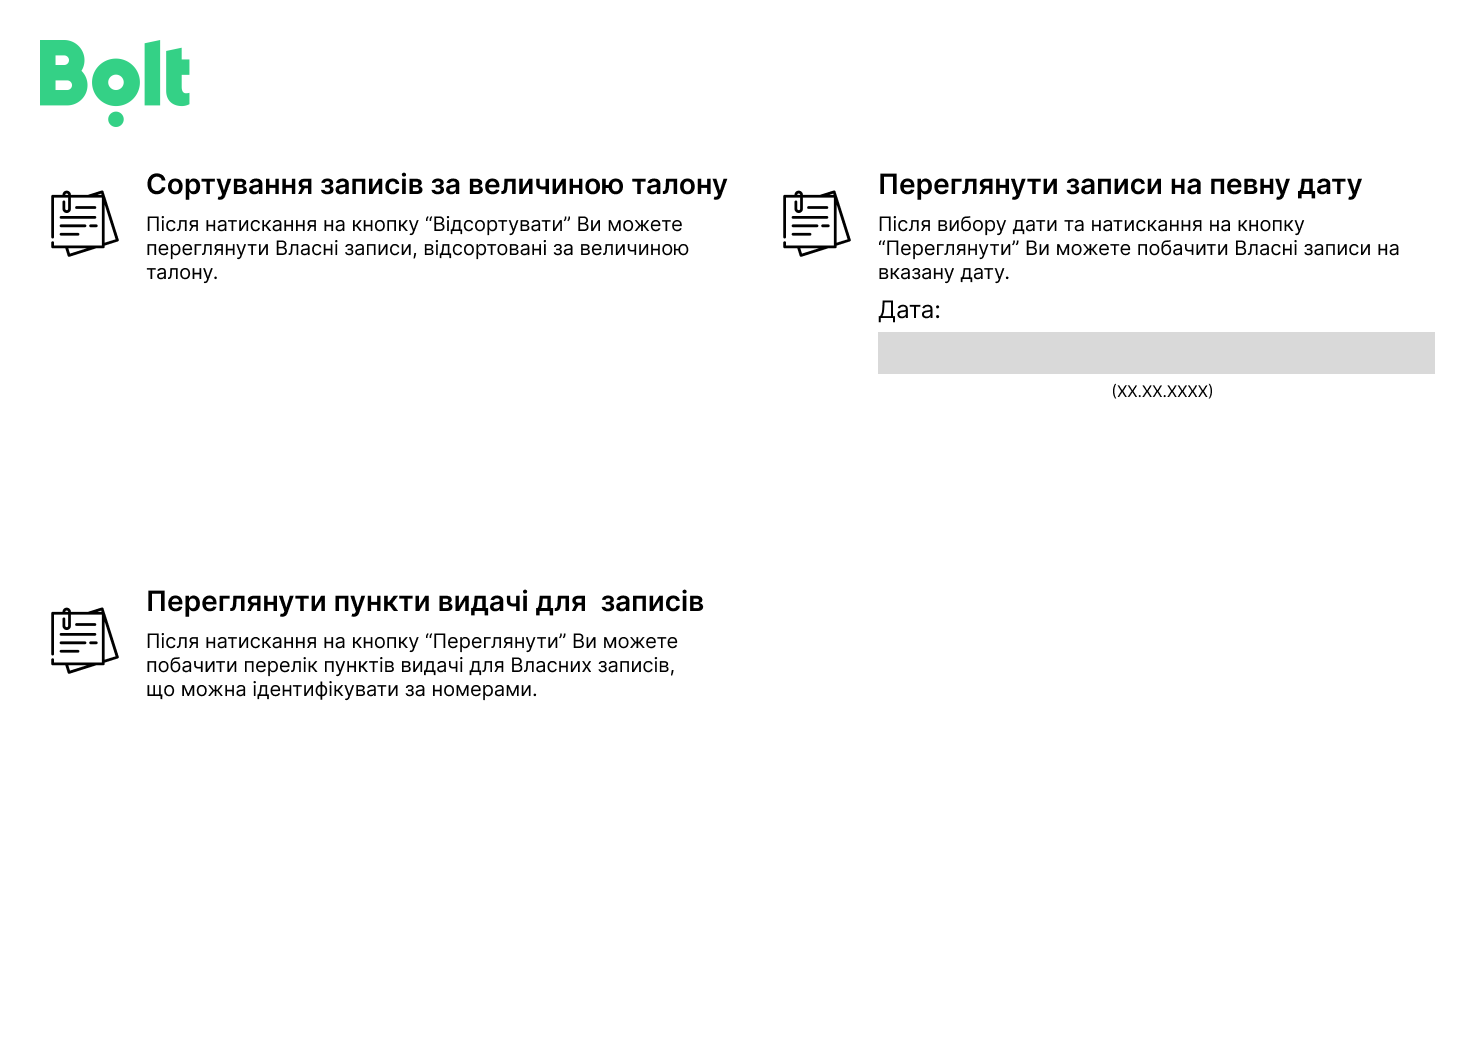 Bolt
Сортування записів за величиною талону
Після натискання на кнопку “Відсортувати” Ви можете
переглянути Власні записи, відсортовані за величиною
талону.
Переглянути записи на певну дату
Після вибору дати та натискання на кнопку
“Переглянути” Ви можете побачити Власні записи на
вказану дату.
Дата:
(XX.XX.XXXX)
Переглянути пункти видачі для  записів
Після натискання на кнопку “Переглянути” Ви можете
побачити перелік пунктів видачі для Власних записів,
що можна ідентифікувати за номерами.